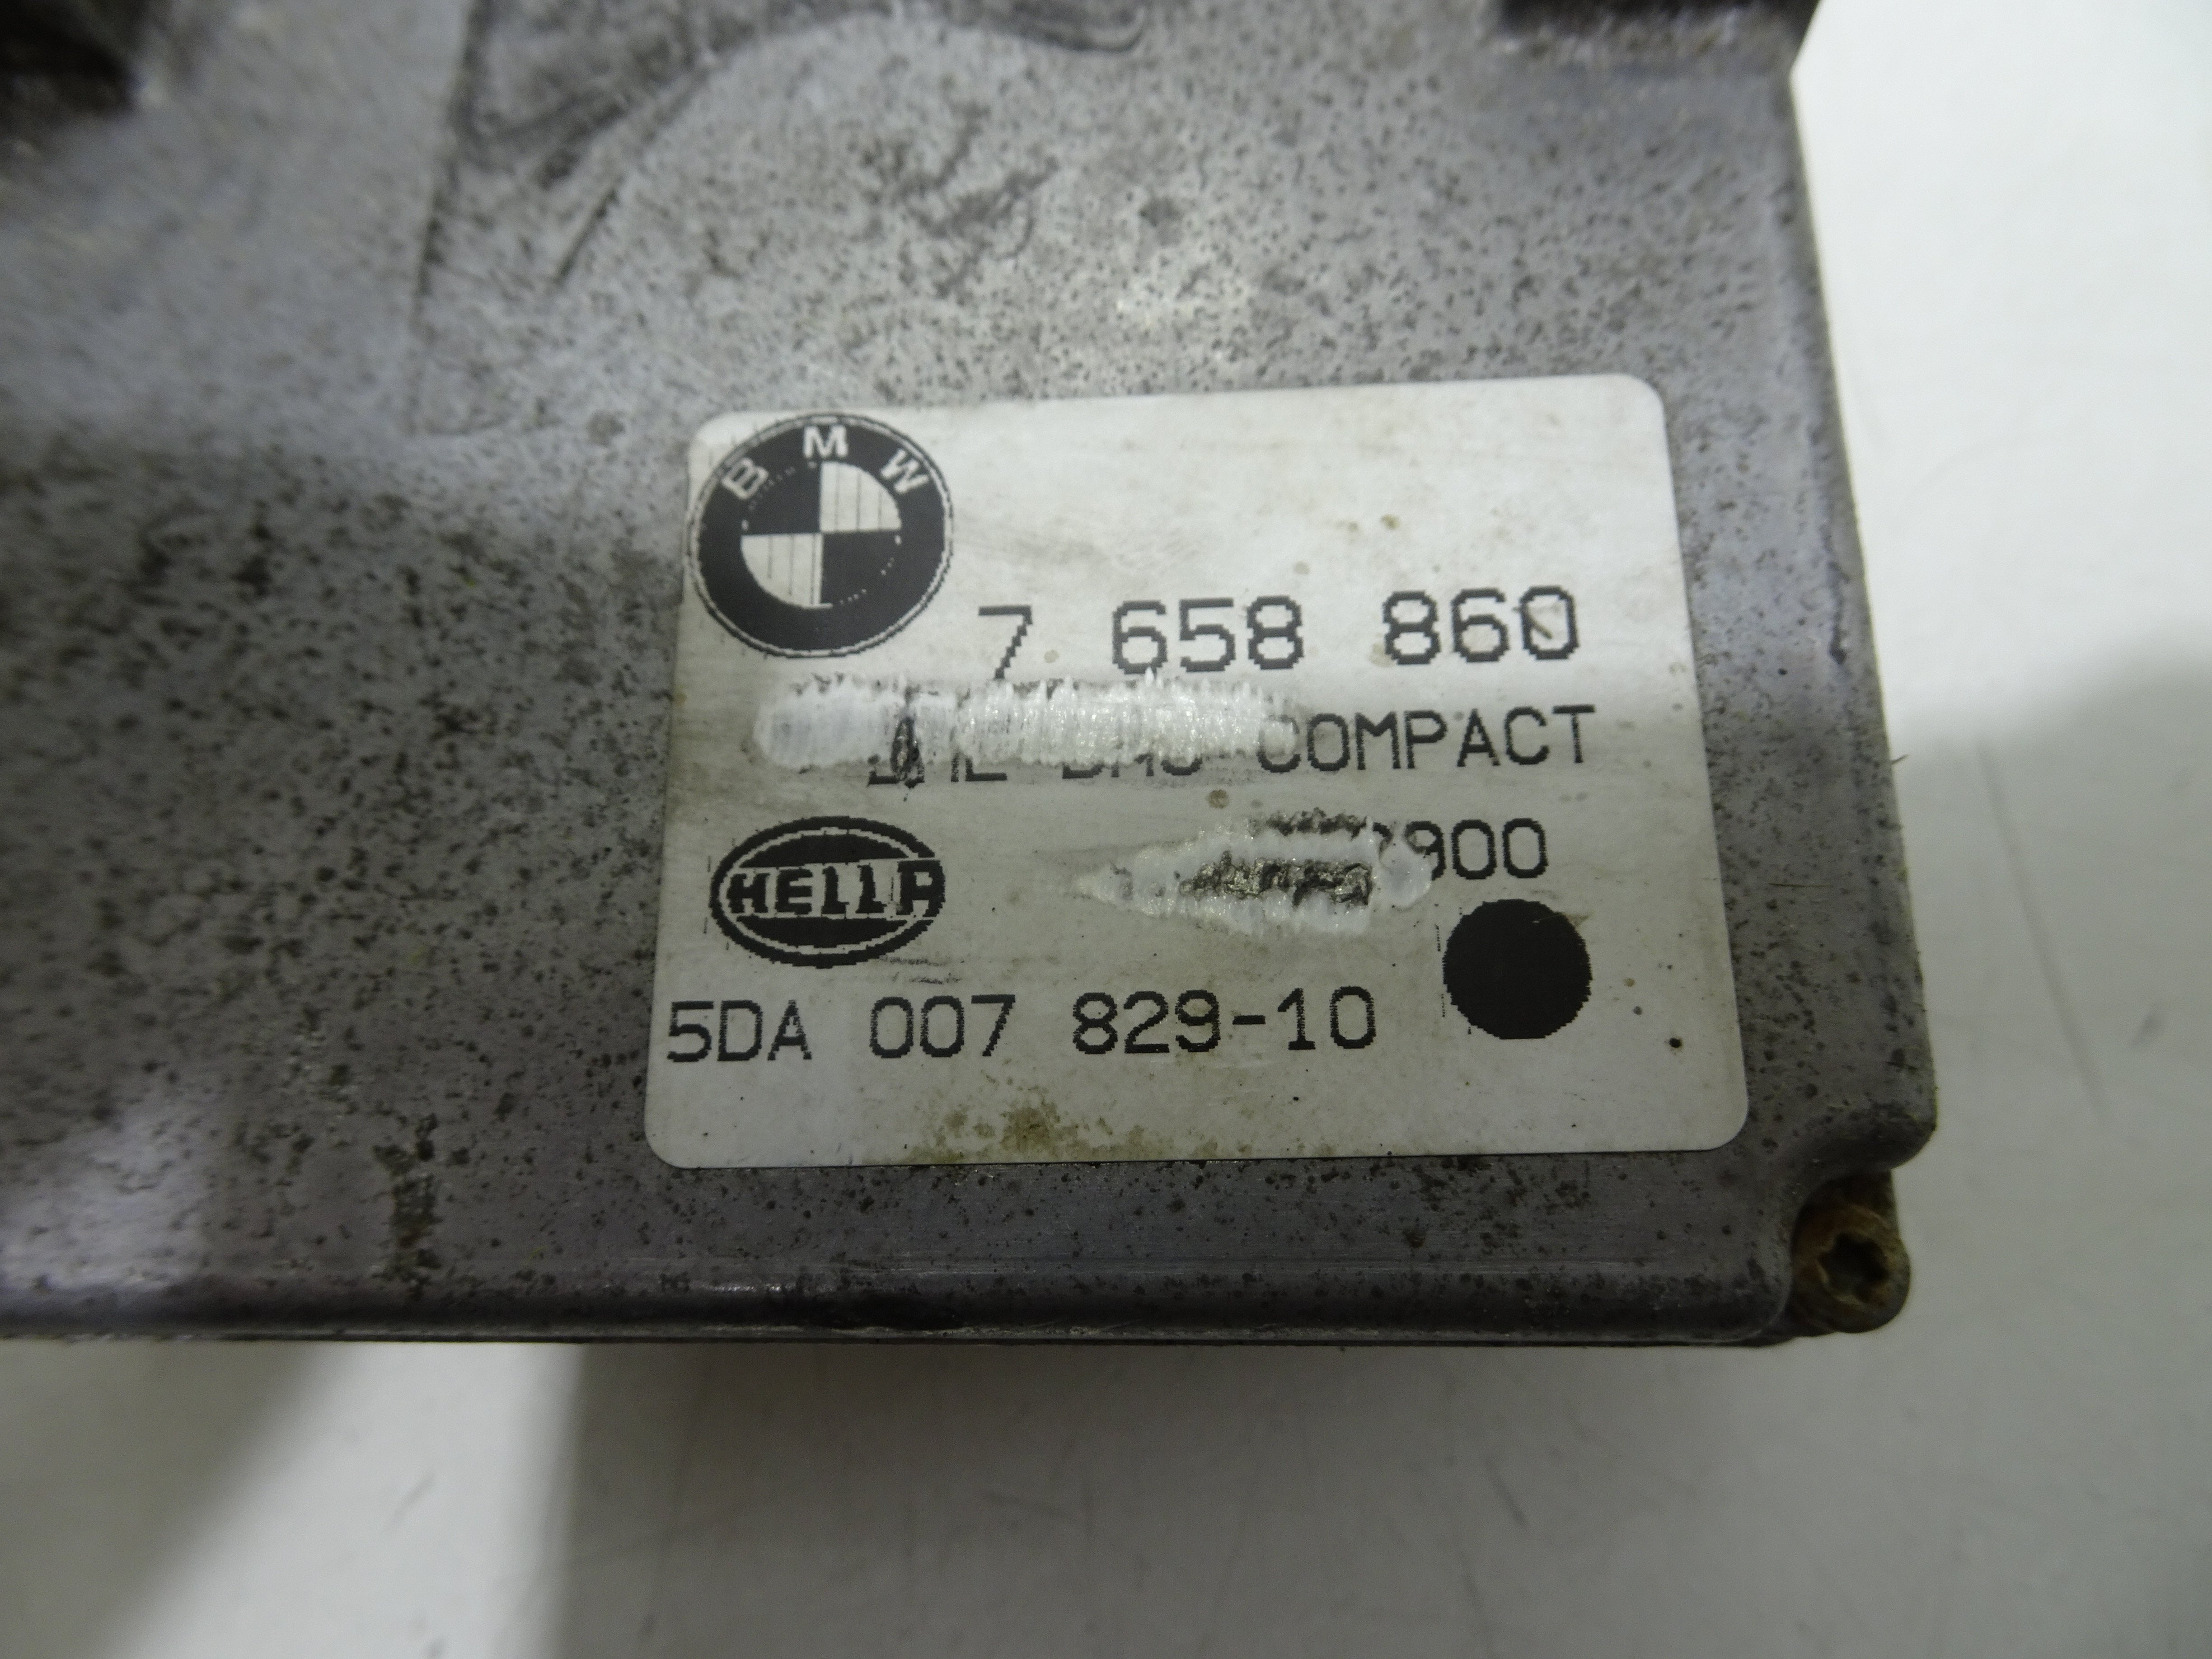 BMW
7 658 860
COMPACT
900
HELLA
5DA 007 829-10